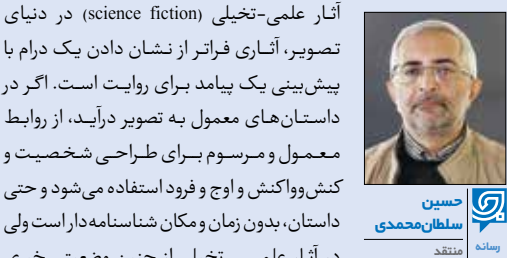 آثار علمی-تخیلی (science fiction) در دنیای
تصویر، آثاری فراتر از نشان دادن یک درام با
پیش‌بینی یک پیامد برای روایت است. اگر در
داستان‌های معمول به تصویر درآید، از روابط
معمول و مرسوم برای طراحی شخصیت و
کنش‌وواکنش و اوج و فرود استفاده می‌شود و حتی
داستان، بدون زمان و مکان شناسنامه‌دار است ولی
حسین
سلطان‌محمدی
رسانه
منتقد